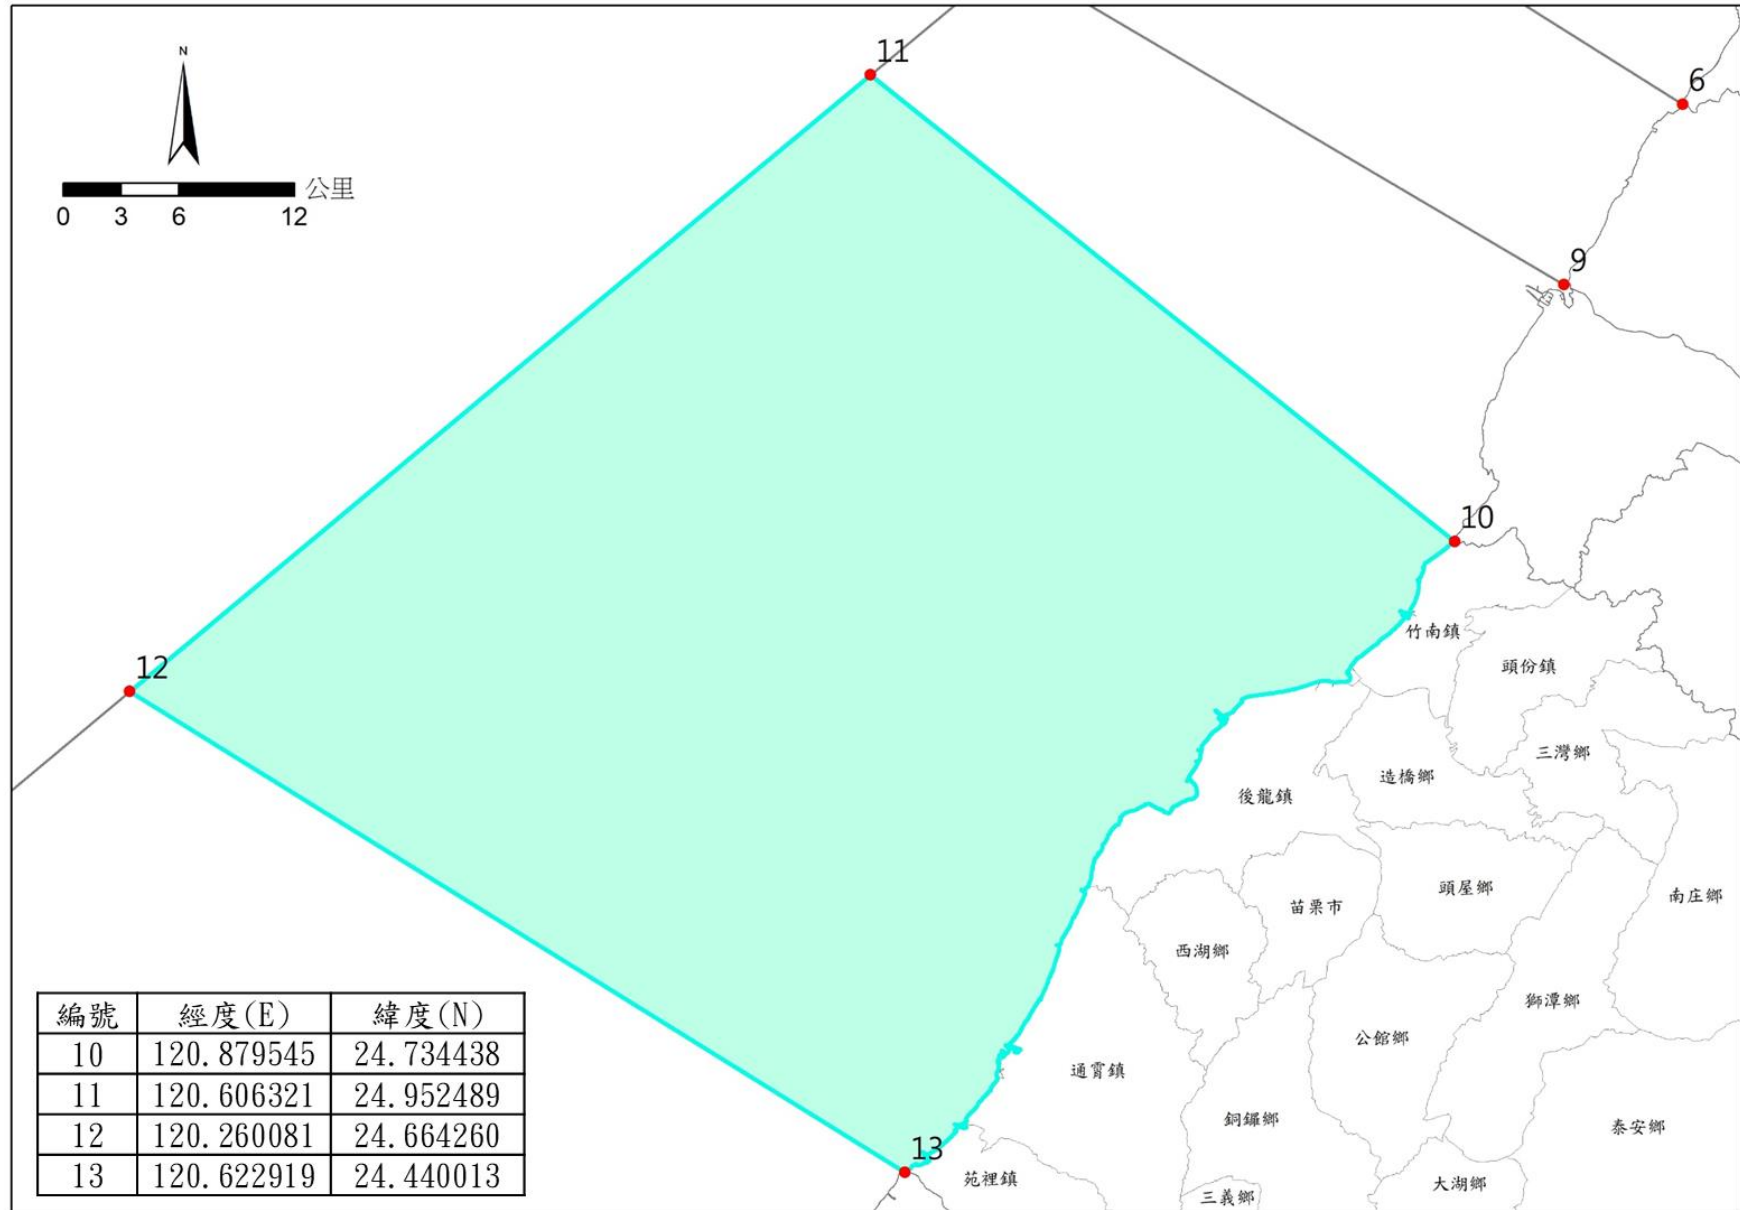 N
公里
0 3 6 12
11
6
9
10
12
13
竹南鎮
頭份鎮
三灣鄉
造橋鄉
後龍鎮
頭屋鄉
南庄鄉
苗栗市
西湖鄉
獅潭鄉
公館鄉
通霄鎮
銅鑼鄉
泰安鄉
苑裡鎮
大湖鄉
三義鄉
編號 經度(E) 緯度(N)
10 120.879545 24.734438
11 120.606321 24.952489
12 120.260081 24.664260
13 120.622919 24.440013